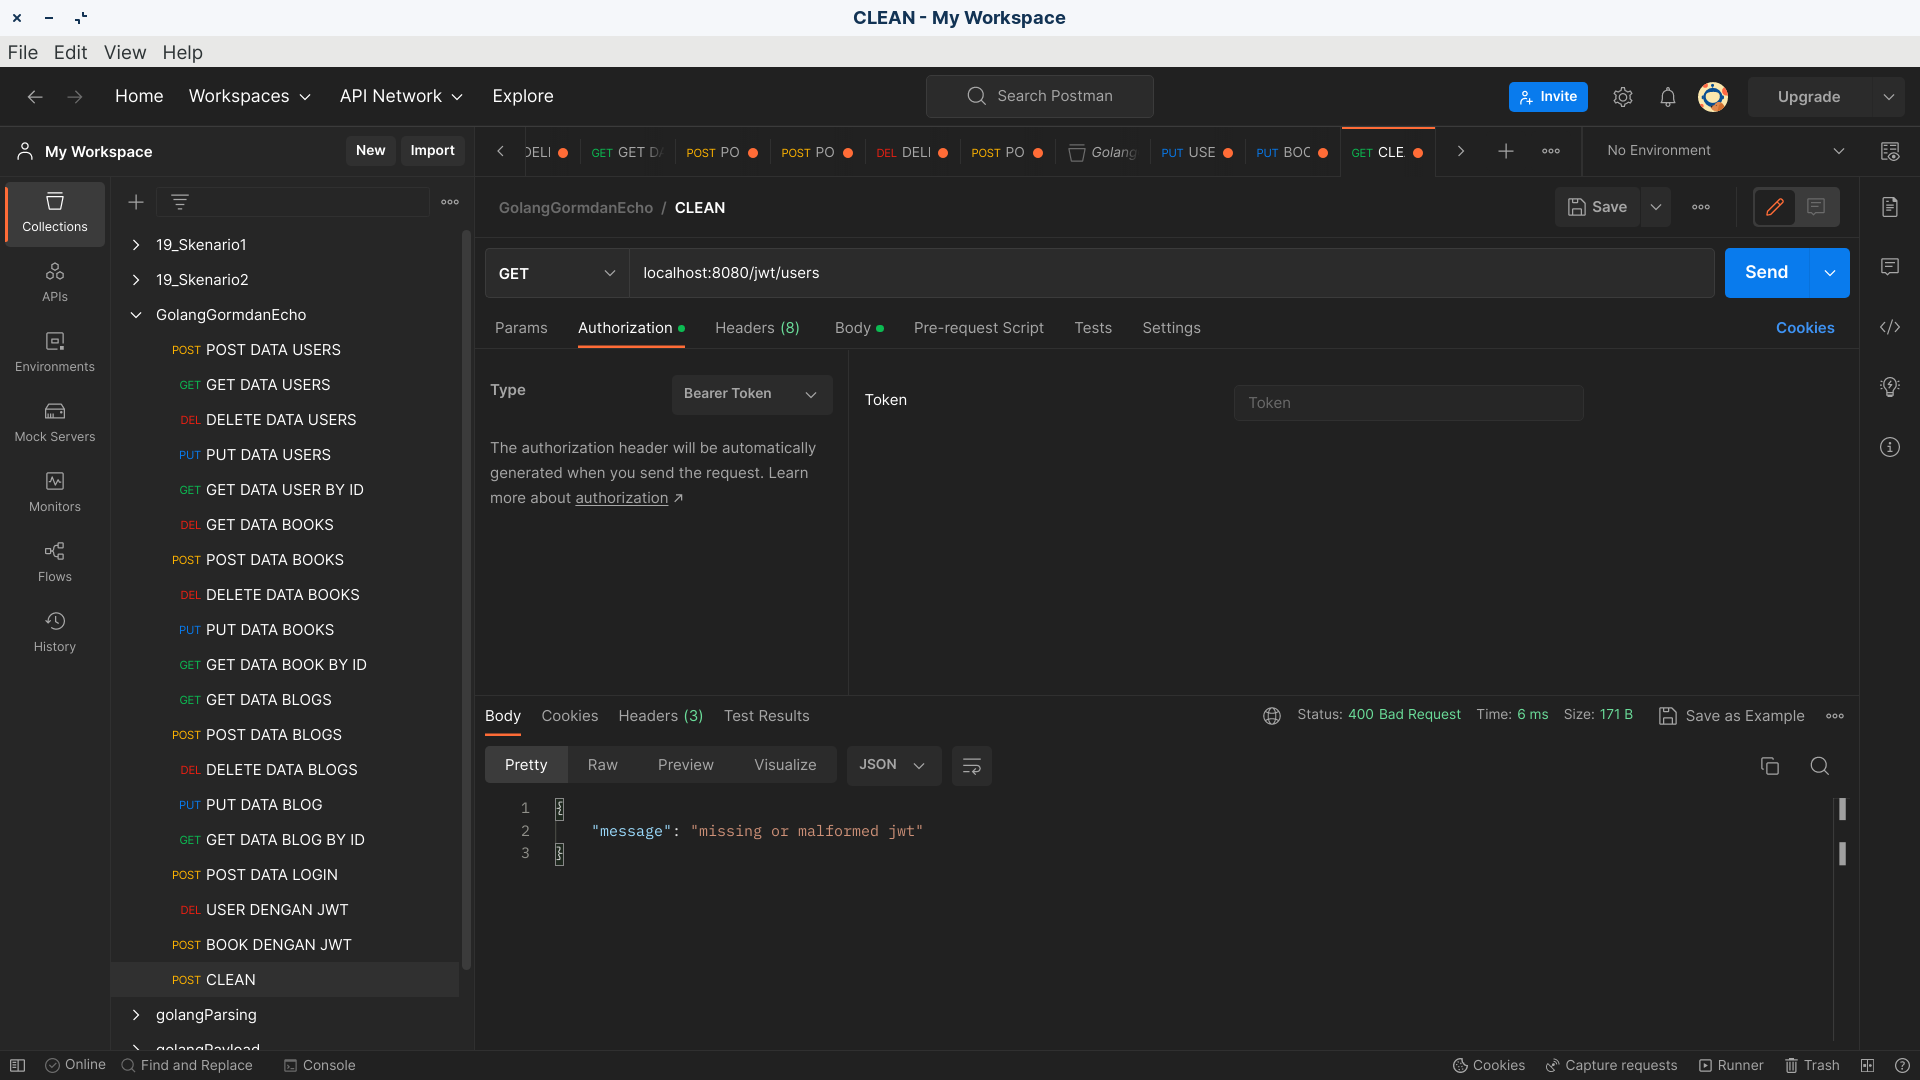 CLEAN - My Workspace
File Edit View Help
Home Workspaces API Network Explore
Search Postman
Invite
Upgrade
My Workspace
New Import
DELI
GET GET DA
POST PO
POST PO
DEL DELI
POST PO
Golang
PUT USE
PUT BOC
GET CLE
No Environment
Collections
APIs
Environments
Mock Servers
Monitors
Flows
History
19_Skenario1
19_Skenario2
GolangGormdanEcho
POST POST DATA USERS
GET GET DATA USERS
DEL DELETE DATA USERS
PUT PUT DATA USERS
GET GET DATA USER BY ID
DEL GET DATA BOOKS
POST POST DATA BOOKS
DEL DELETE DATA BOOKS
PUT PUT DATA BOOKS
GET GET DATA BOOK BY ID
GET GET DATA BLOGS
POST POST DATA BLOGS
DEL DELETE DATA BLOGS
PUT PUT DATA BLOG
GET GET DATA BLOG BY ID
POST POST DATA LOGIN
DEL USER DENGAN JWT
POST BOOK DENGAN JWT
POST CLEAN
golangParsing
golangPayload
GolangGormdanEcho / CLEAN
Save
GET localhost:8080/jwt/users
Send
Params Authorization Headers (8) Body Pre-request Script Tests Settings
Cookies
Type Bearer Token
The authorization header will be automatically
generated when you send the request. Learn
more about authorization ↗
Token Token
Body Cookies Headers (3) Test Results
Status: 400 Bad Request Time: 6 ms Size: 171 B Save as Example
Pretty Raw Preview Visualize JSON
1 {
2 "message": "missing or malformed jwt"
3 }
Online Find and Replace Console
Cookies Capture requests Runner Trash